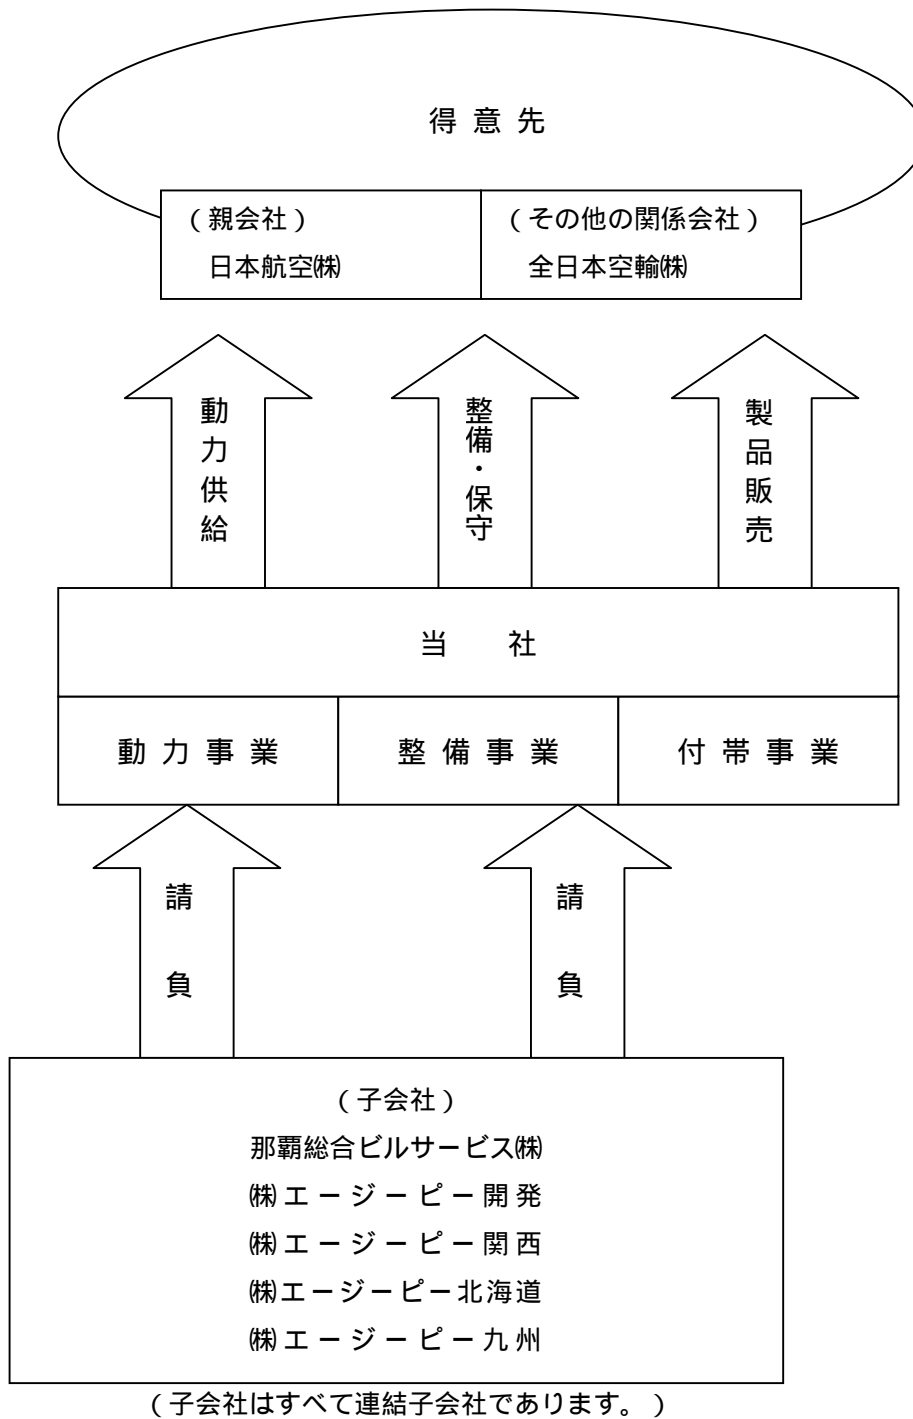 得意先
(親会社)
日本航空㈱
(その他の関係会社)
全日本空輸㈱
動力供給
整備・保守
製品販売
当 社
動力事業
整備事業
付帯事業
請負
請負
(子会社)
那覇総合ビルサービス㈱
㈱エージーピー開発
㈱エージーピー関西
㈱エージーピー北海道
㈱エージーピー九州
(子会社はすべて連結子会社であります。)